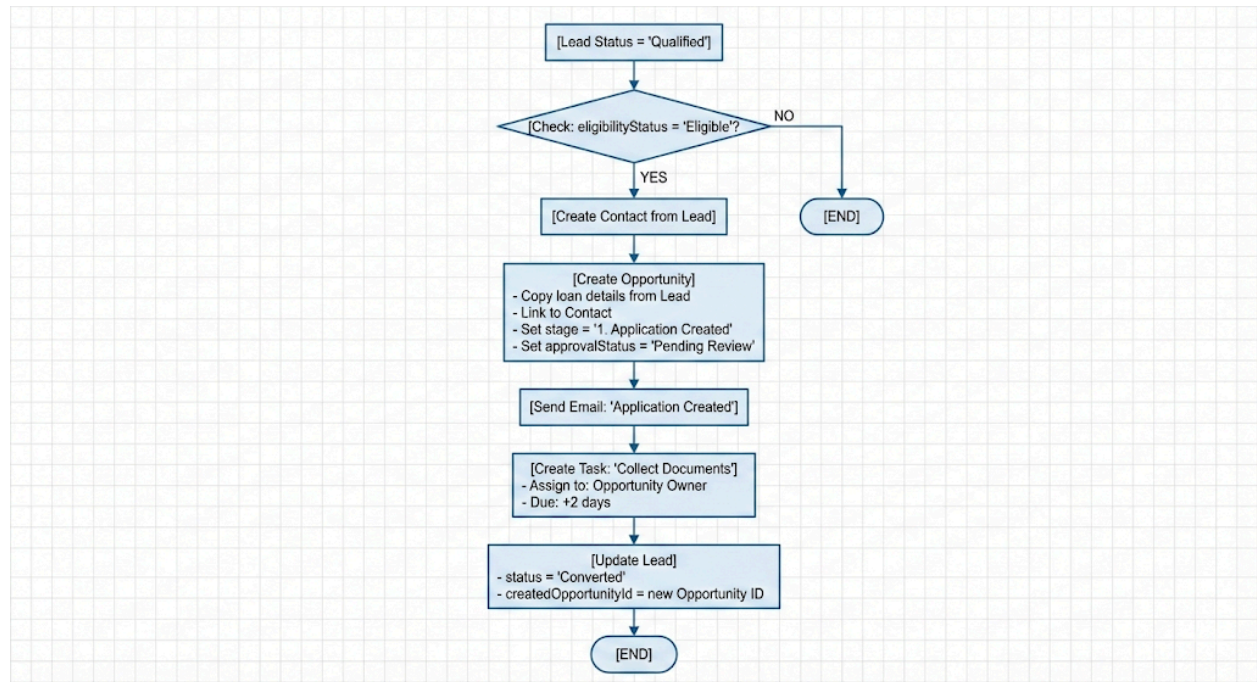 [Lead Status = 'Qualified']
[Check: eligibilityStatus = 'Eligible'?
NO
YES
[Create Contact from Lead]
[END]
[Create Opportunity]
- Copy loan details from Lead
- Link to Contact
- Set stage = '1. Application Created'
- Set approvalStatus = 'Pending Review'
[Send Email: 'Application Created']
[Create Task: 'Collect Documents']
- Assign to: Opportunity Owner
- Due: +2 days
[Update Lead]
- status = 'Converted'
- createdOpportunityId = new Opportunity ID
[END]